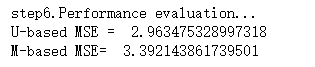 step6.Performance evaluation...
U-based MSE =  2.963475328997318
M-based MSE=  3.392143861739501